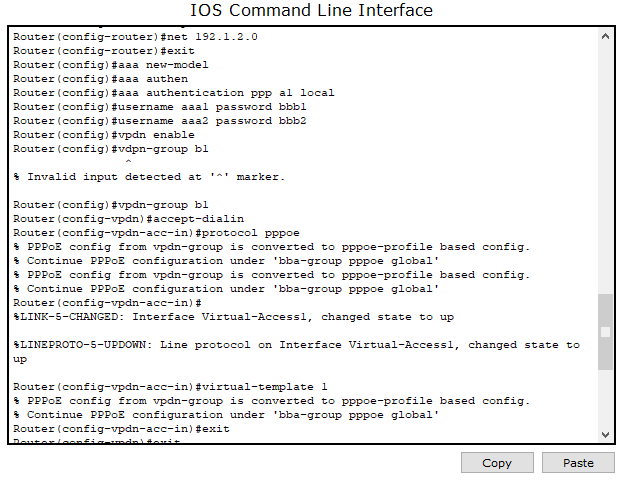 IOS Command Line Interface
Router(config-router)#net 192.1.2.0
Router(config-router)#exit
Router(config)#aaa new-model
Router(config)#aaa authen
Router(config)#aaa authentication ppp a1 local
Router(config)#username aaa1 password bbb1
Router(config)#username aaa2 password bbb2
Router(config)#vpdn enable
Router(config)#vdpn-group b1
^
% Invalid input detected at '^' marker.
Router(config)#vpdn-group b1
Router(config-vpdn)#accept-dialin
Router(config-vpdn-acc-in)#protocol pppoe
% PPPoE config from vpdn-group is converted to pppoe-profile based config.
% Continue PPPoE configuration under 'bba-group pppoe global'
% PPPoE config from vpdn-group is converted to pppoe-profile based config.
% Continue PPPoE configuration under 'bba-group pppoe global'
Router(config-vpdn-acc-in)#
%LINK-5-CHANGED: Interface Virtual-Access1, changed state to up
%LINEPROTO-5-UPDOWN: Line protocol on Interface Virtual-Access1, changed state to
up
Router(config-vpdn-acc-in)#virtual-template 1
% PPPoE config from vpdn-group is converted to pppoe-profile based config.
% Continue PPPoE configuration under 'bba-group pppoe global'
Router(config-vpdn-acc-in)#exit
Router(config-vpdn)#exit
Copy
Paste